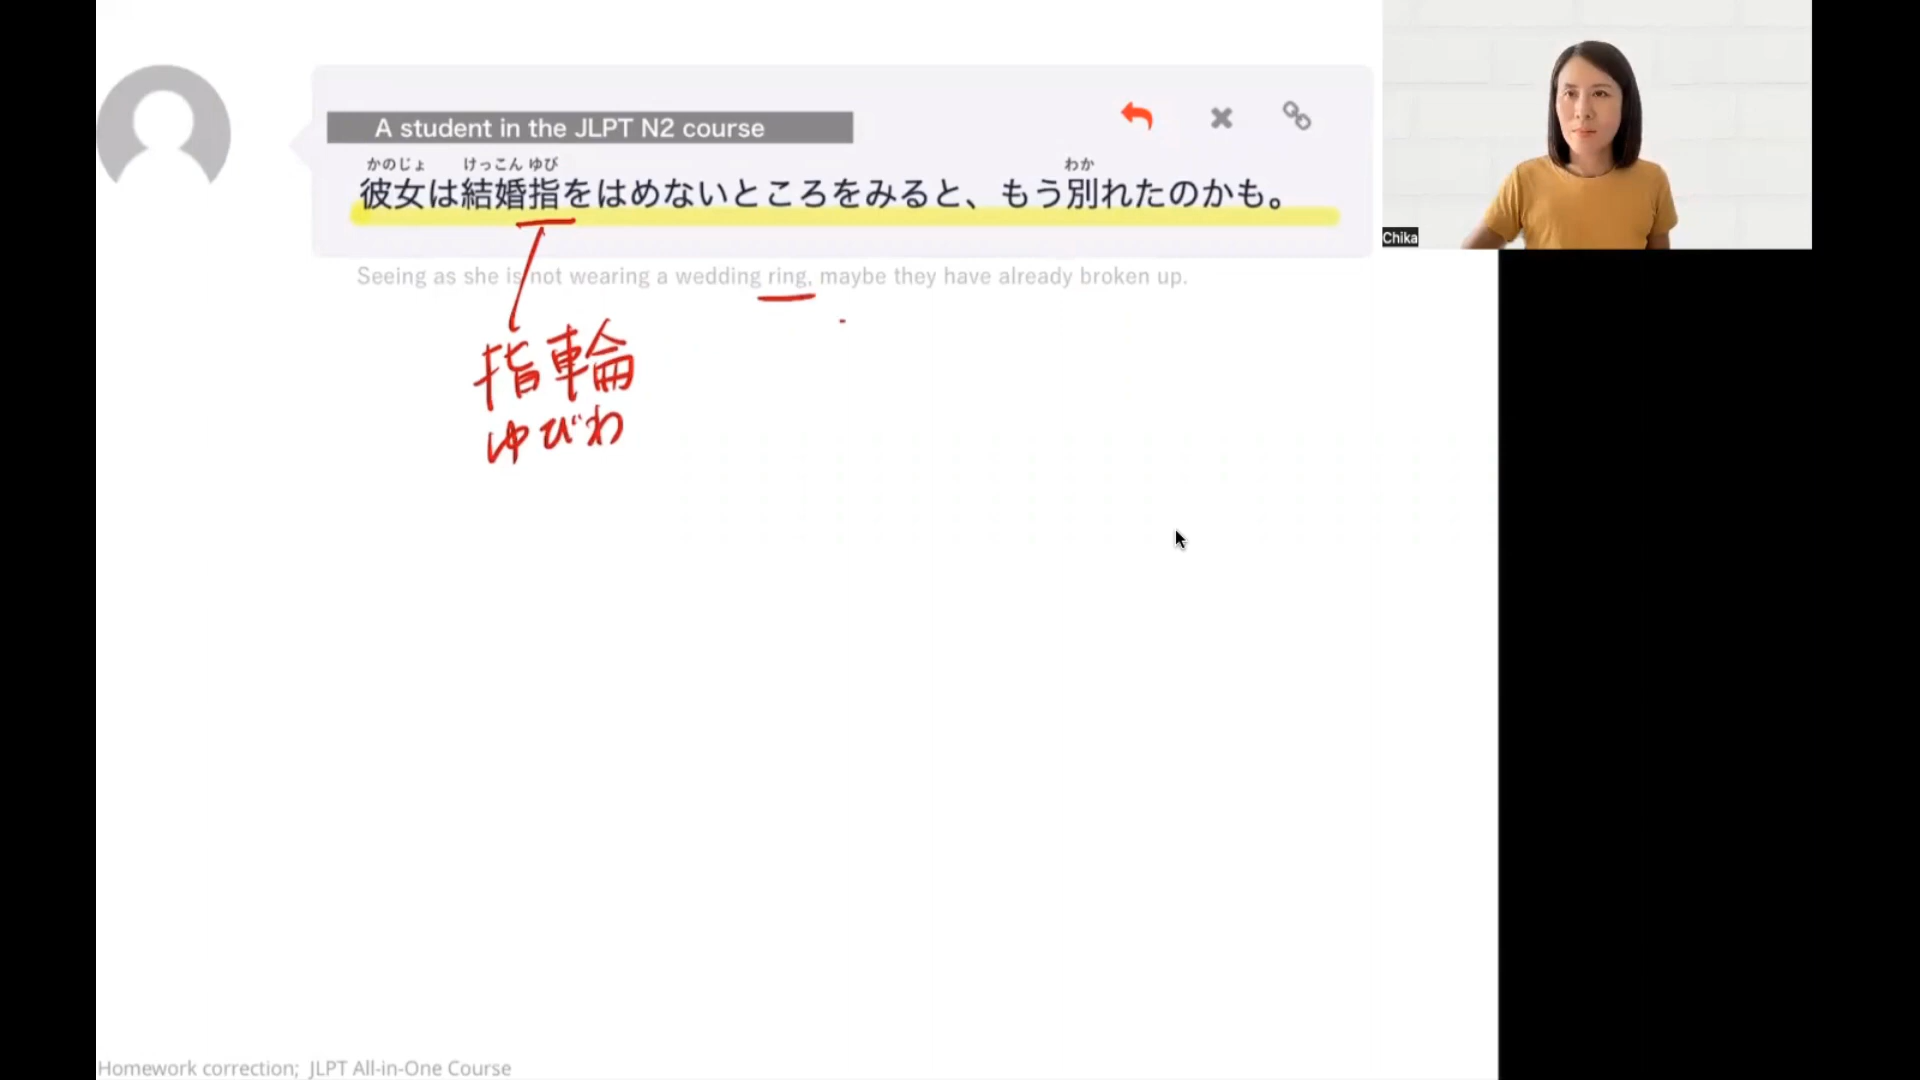 A student in the JLPT N2 course
かのじょ けっこん ゆび わか
彼女は結婚指をはめないところをみると、もう別れたのかも。
Seeing as she is not wearing a wedding ring, maybe they have already broken up.
指輪
ゆびわ
Chika
Homework correction; JLPT All-in-One Course